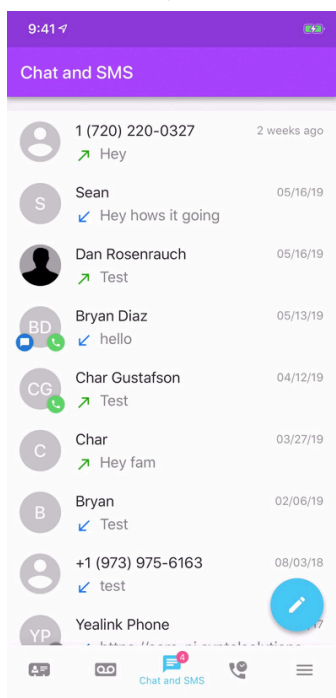 9:41
Chat and SMS
1 (720) 220-0327 2 weeks ago
Hey
S Sean 05/16/19
Hey hows it going
Dan Rosenrauch 05/16/19
Test
BD Bryan Diaz 05/13/19
hello
CG Char Gustafson 04/12/19
Test
C Char 03/27/19
Hey fam
B Bryan 02/06/19
Test
+1 (973) 975-6163 08/03/18
test
YP Yealink Phone 17
4
Chat and SMS